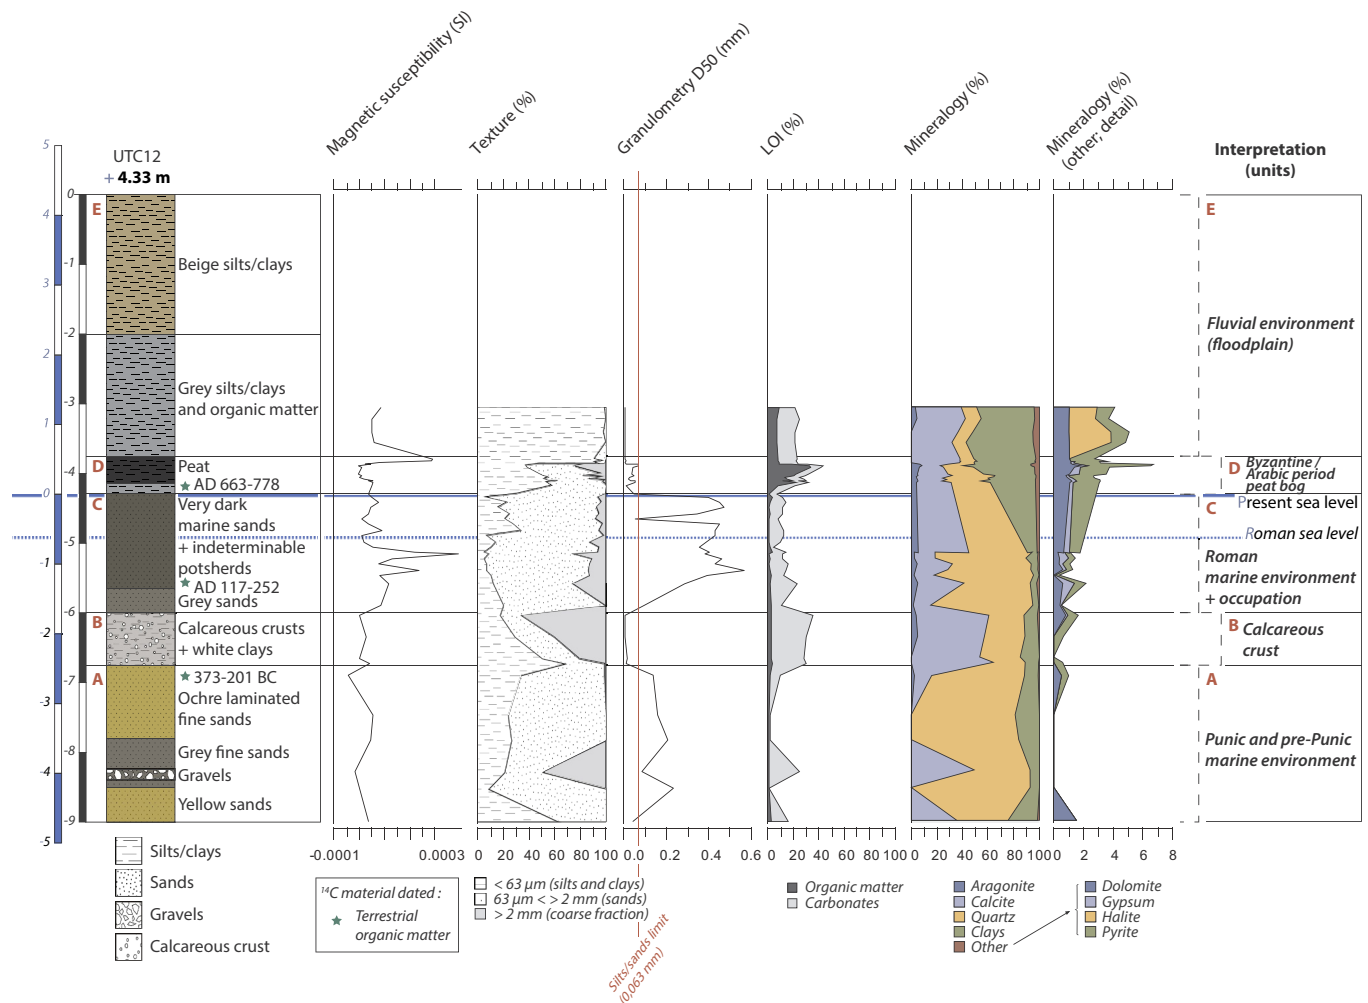 Magnetic susceptibility (SI)
Texture (%)
Granulometry D50 (mm)
LOI (%)
Mineralogy (%)
Mineralogy (%)
(other; detail)
Interpretation
(units)
UTC12
+ 4.33 m
5
4
3
2
1
0
-1
-2
-3
-4
-5
0
-1
-2
-3
-4
-5
-6
-7
-8
-9
E
Beige silts/clays
Grey silts/clays
and organic matter
D
Peat
AD 663-778
C
Very dark
marine sands
+ indeterminable
potsherds
AD 117-252
Grey sands
B
Calcareous crusts
+ white clays
A
373-201 BC
Ochre laminated
fine sands
Grey fine sands
Gravels
Yellow sands
E
Fluvial environment
(floodplain)
D
Byzantine /
Arabic period
peat bog
C
Present sea level
Roman sea level
Roman
marine environment
+ occupation
B
Calcareous
crust
A
Punic and pre-Punic
marine environment
-0.0001 0.0003
0 20 40 60 80 100
0.0 0.2 0.4 0.6
0 20 40 60 80 100
0 20 40 60 80 100
0 2 4 6 8
Silts/clays
Sands
Gravels
Calcareous crust
14C material dated :
Terrestrial
organic matter
< 63 µm (silts and clays)
63 µm < > 2 mm (sands)
> 2 mm (coarse fraction)
Silts/sands limit
(0,063 mm)
Organic matter
Carbonates
Aragonite
Calcite
Quartz
Clays
Other
Dolomite
Gypsum
Halite
Pyrite